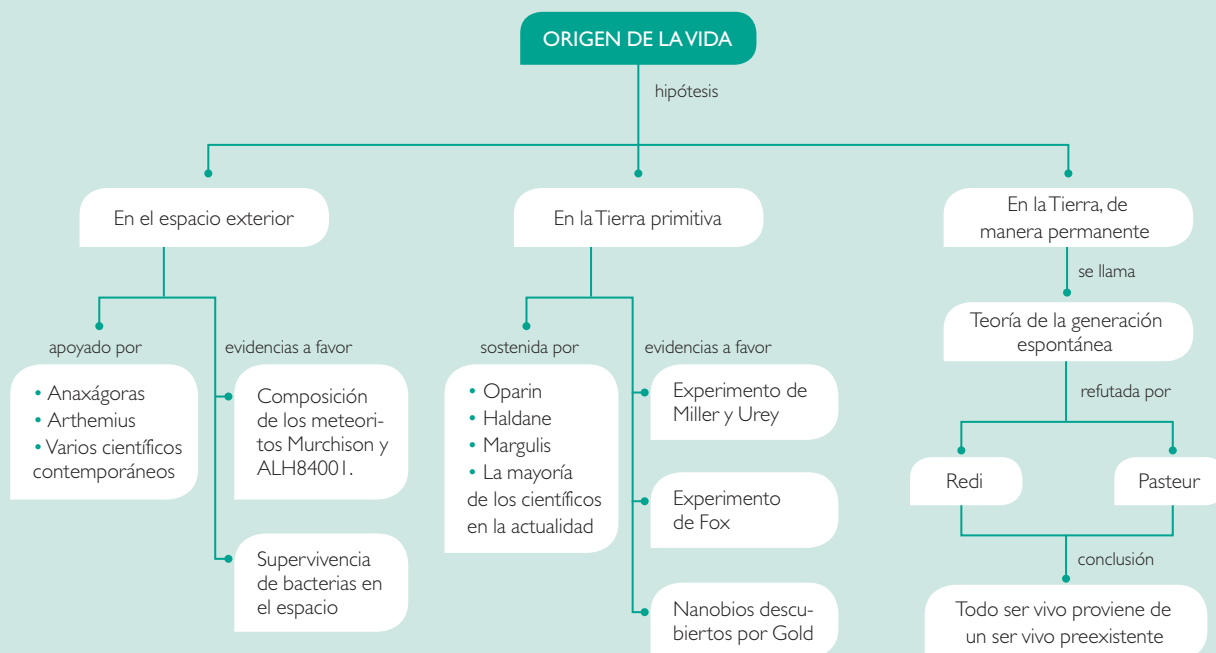 ORIGEN DE LA VIDA
hipótesis
En el espacio exterior
apoyado por
• Anaxágoras
• Arthemius
• Varios científicos
contemporáneos
evidencias a favor
Composición
de los meteori-
tos Murchison y
ALH84001.
Supervivencia
de bacterias en
el espacio
En la Tierra primitiva
sostenida por
• Oparin
• Haldane
• Margulis
• La mayoría
de los científicos
en la actualidad
evidencias a favor
Experimento de
Miller y Urey
Experimento
de Fox
Nanobios descu-
biertos por Gold
En la Tierra, de
manera permanente
se llama
Teoría de la generación
espontánea
refutada por
Redi
Pasteur
conclusión
Todo ser vivo proviene de
un ser vivo preexistente